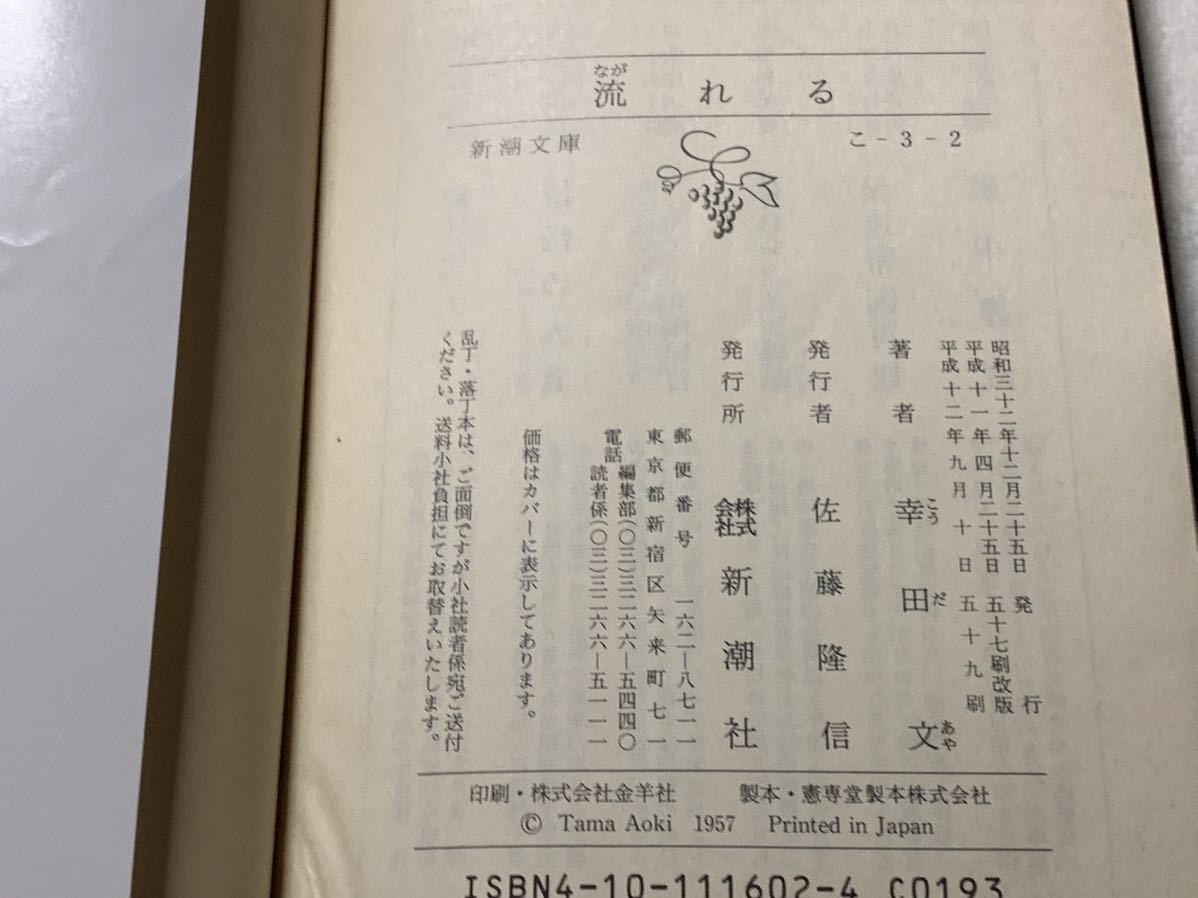 流れる
なが
新潮文庫
こ-3-2
昭和三十二年十二月二十五日 発行
平成十一年四月二十五日 五十七刷改版
平成十二年九月十日 五十九刷
著者 幸田文
こうだ あや
発行者 佐藤隆信
発行所 株式会社 新潮社
郵便番号 一六二―八七一一
東京都新宿区矢来町七一
電話 編集部(〇三)三二六六―五四四〇
読者係(〇三)三二六六―五一一一
価格はカバーに表示してあります。
乱丁・落丁本は、ご面倒ですが小社読者係宛ご送付
ください。送料小社負担にてお取替えいたします。
印刷・株式会社金羊社 製本・憲専堂製本株式会社
© Tama Aoki 1957 Printed in Japan
ISBN4-10-111602-4 C0193